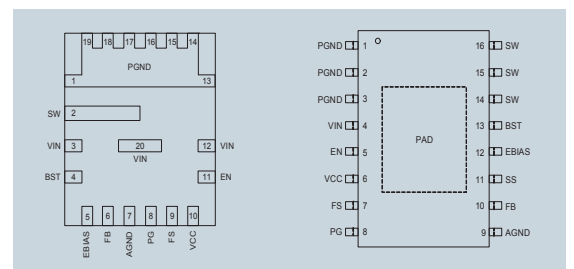 19 18 17 16 15 14
PGND
1 13
SW 2
VIN 3 20 12 VIN
VIN
BST 4 11 EN
5 6 7 8 9 10
EBIAS FB AGND PG FS VCC
PGND 1 16 SW
PGND 2 15 SW
PGND 3 14 SW
VIN 4 13 BST
PAD
EN 5 12 EBIAS
VCC 6 11 SS
FS 7 10 FB
PG 8 9 AGND